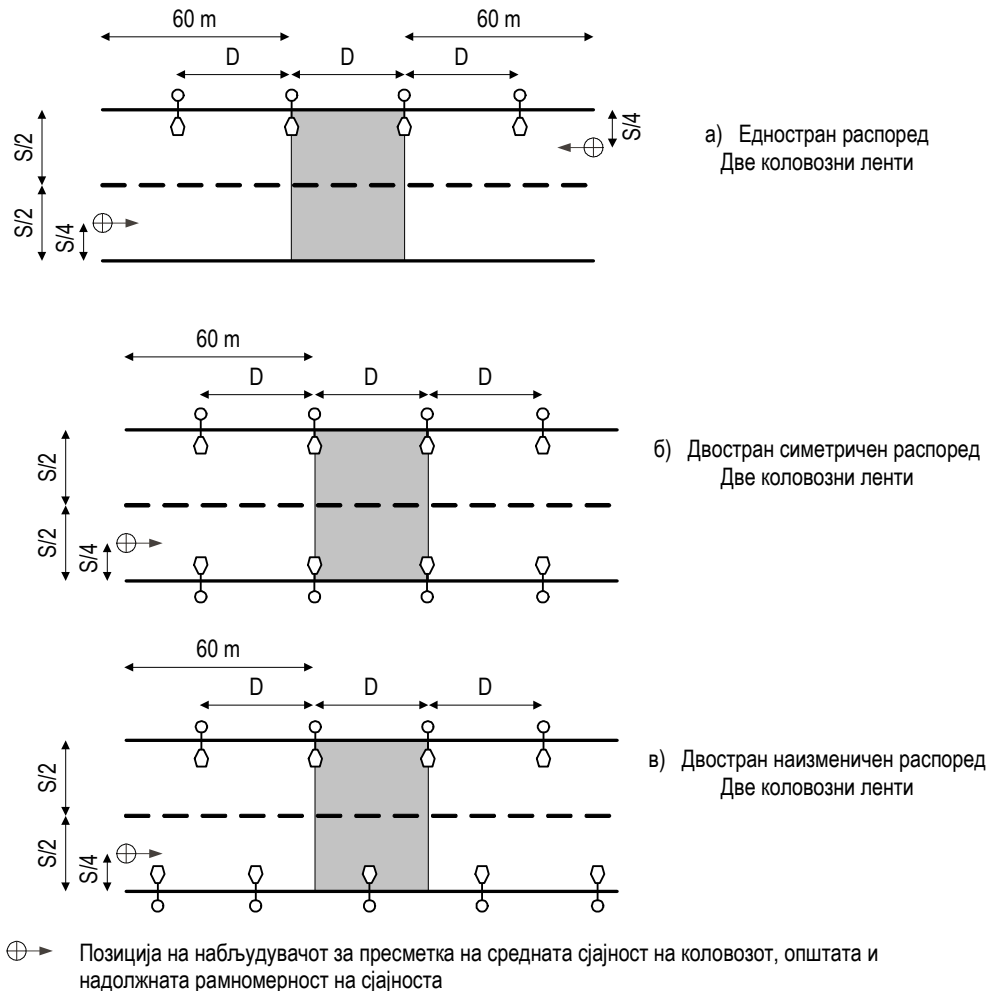 60 m
60 m
D
D
D
S/2
S/2
S/4
S/4
а) Едностран распоред
Две коловозни ленти
60 m
D
D
D
S/2
S/2
S/4
б) Двостран симетричен распоред
Две коловозни ленти
60 m
D
D
D
S/2
S/2
S/4
в) Двостран наизменичен распоред
Две коловозни ленти
Позиција на набљудувачот за пресметка на средната сјајност на коловозот, општата и
надолжната рамномерност на сјајноста